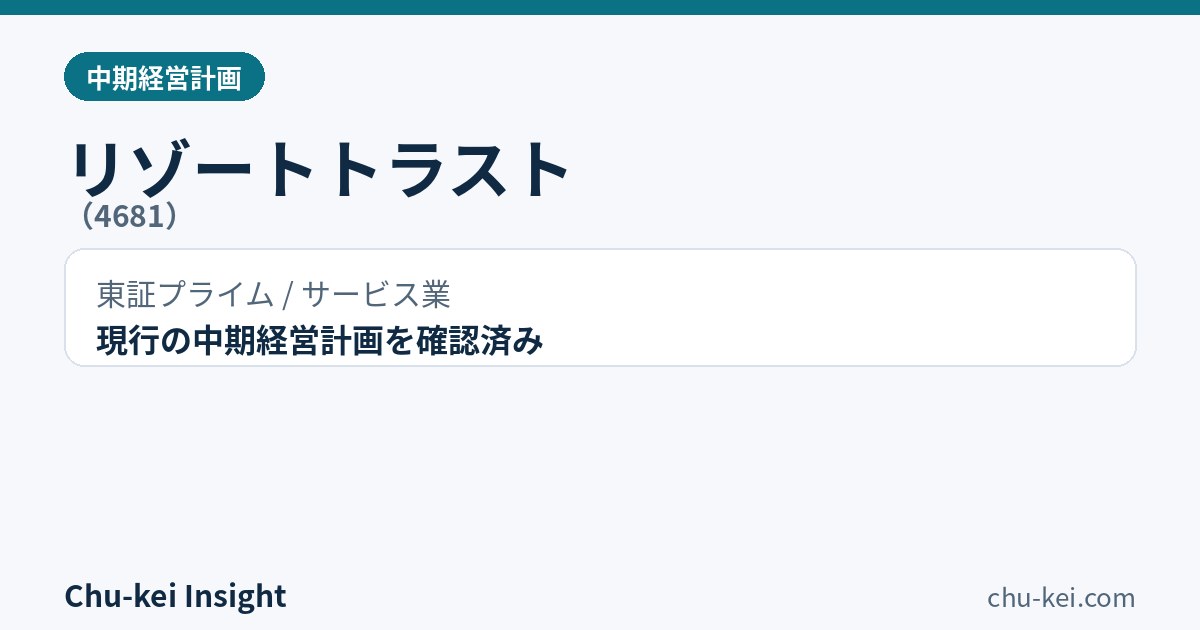 中期経営計画
リゾートトラスト
（4681）
東証プライム / サービス業
現行の中期経営計画を確認済み
Chu-kei Insight
chu-kei.com